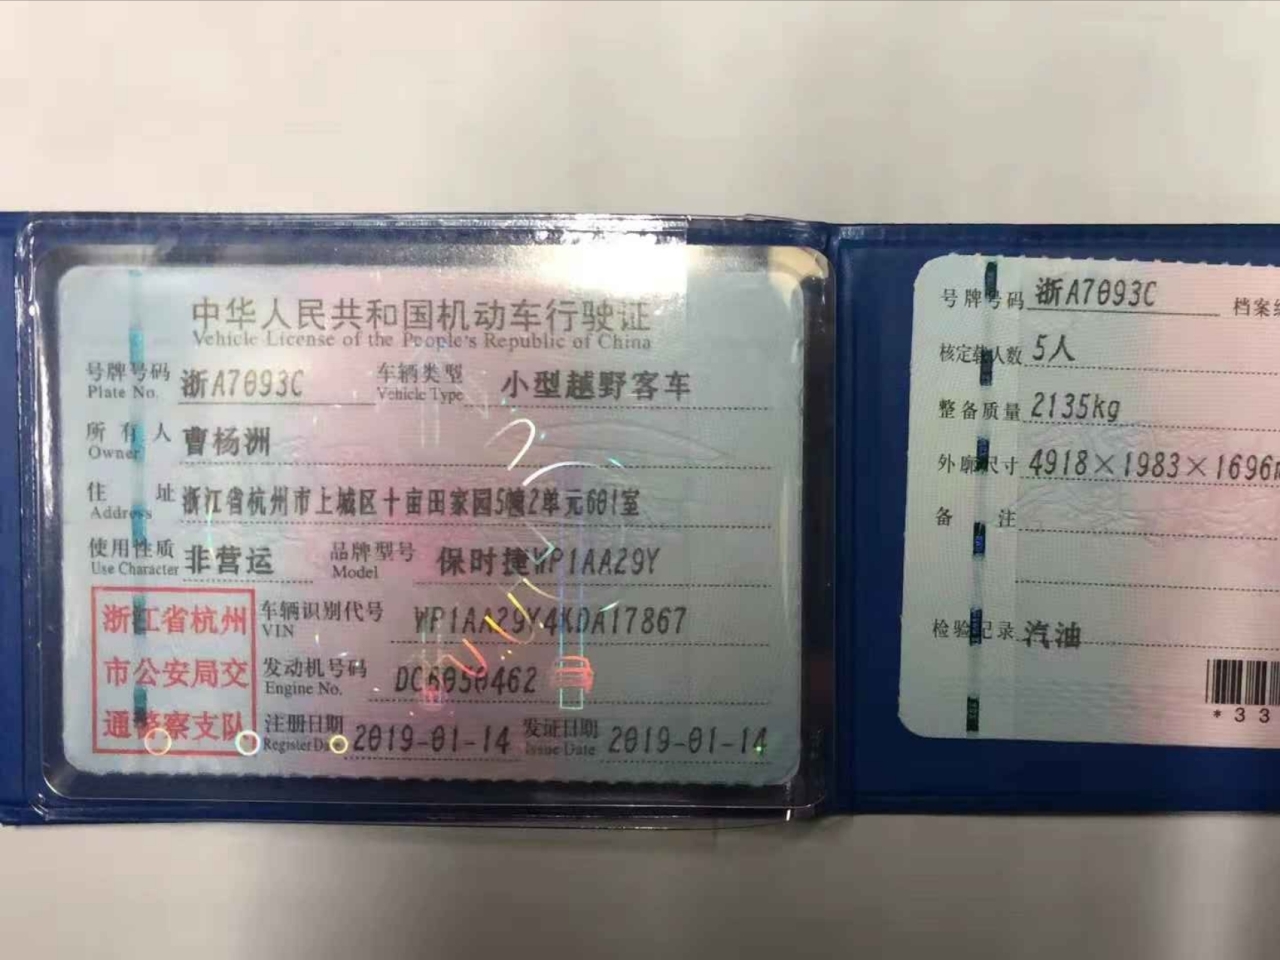 中华人民共和国机动车行驶证
Vehicle License of the People's Republic of China
号牌号码 浙A7093C 车辆类型 小型越野客车
Plate No. Vehicle Type
所有人 曹杨洲
Owner
住址 浙江省杭州市上城区十亩田家园5幢2单元601室
Address
使用性质 非营运 品牌型号 保时捷WP1AA29Y
Use Character Model
浙江省杭州
市公安局交
通警察支队
车辆识别代号 WP1AA29Y4KDA17867
VIN
发动机号码 DC6050462
Engine No.
注册日期 2019-01-14 发证日期 2019-01-14
Register Date Issue Date
号牌号码 浙A7093C 档案
核定载人数 5人
整备质量 2135kg
外廓尺寸 4918×1983×1696
备注
检验记录 汽油
*33